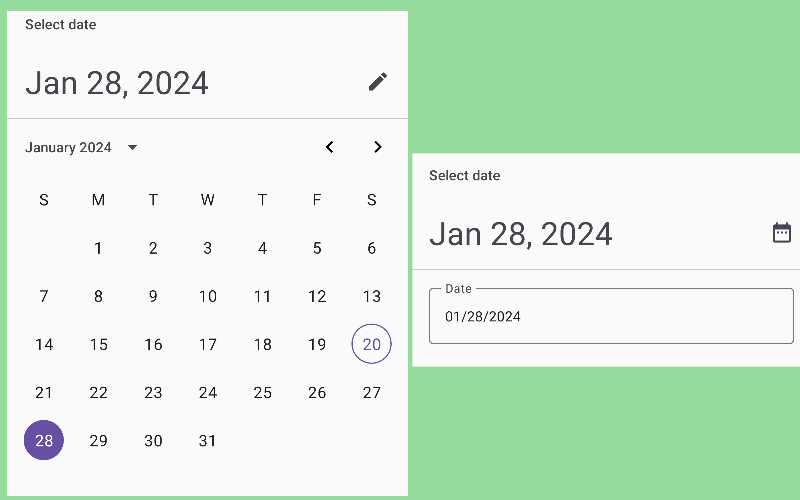 Select date
Jan 28, 2024
January 2024
S M T W T F S
1 2 3 4 5 6
7 8 9 10 11 12 13
14 15 16 17 18 19 20
21 22 23 24 25 26 27
28 29 30 31
Select date
Jan 28, 2024
Date
01/28/2024